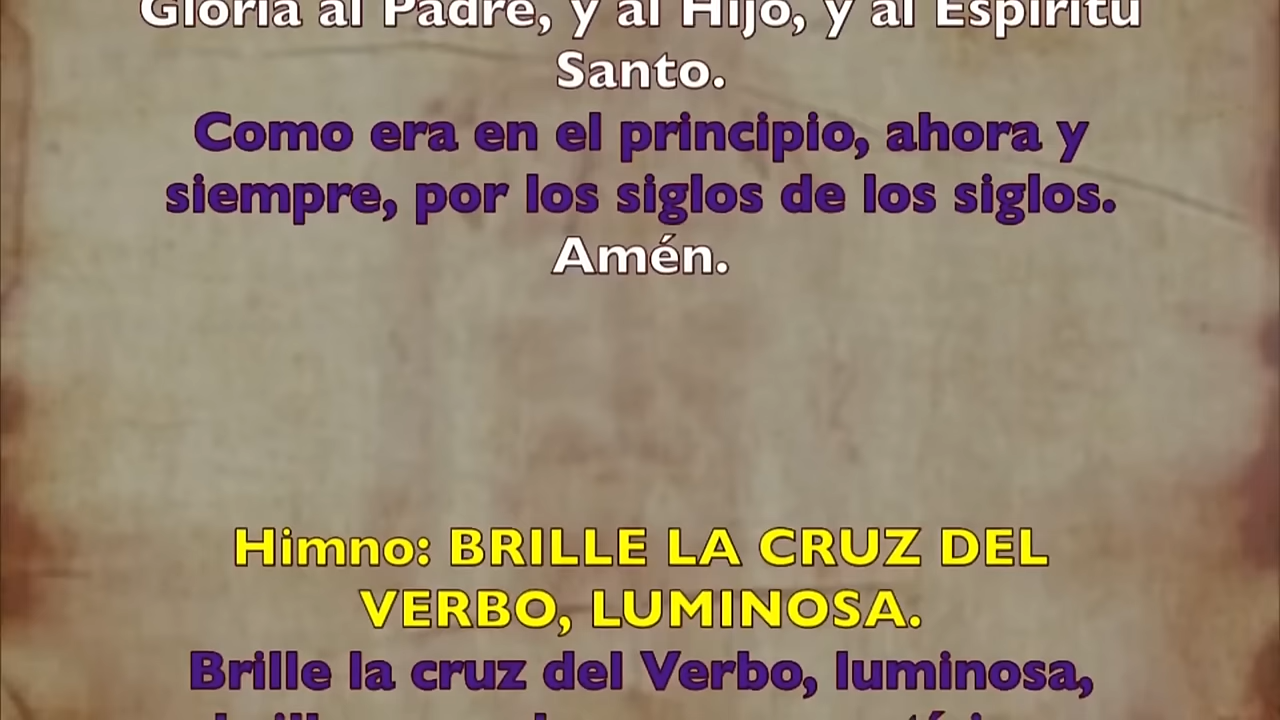 Gloria al Padre, y al Hijo, y al Espíritu
Santo.
Como era en el principio, ahora y
siempre, por los siglos de los siglos.
Amén.
Himno: BRILLE LA CRUZ DEL
VERBO, LUMINOSA.
Brille la cruz del Verbo, luminosa,